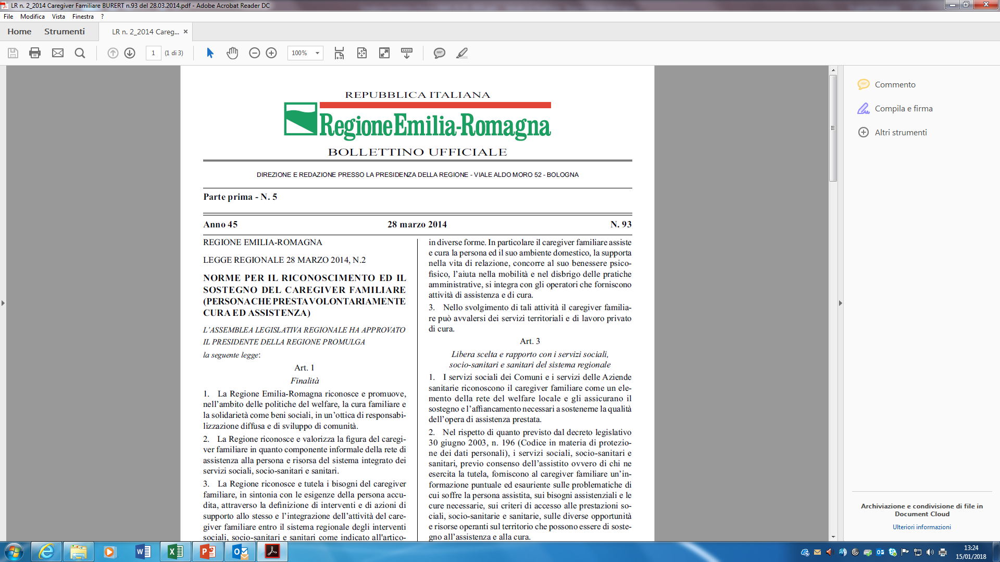 LR n. 2_2014 Caregiver Familiare BURERT n.93 del 28.03.2014.pdf - Adobe Acrobat Reader DC
File Modifica Vista Finestra ?
Home Strumenti LR n. 2_2014 Careg... ×
1 (1 di 3) 100%
REPUBBLICA ITALIANA
RegioneEmilia-Romagna
BOLLETTINO UFFICIALE
DIREZIONE E REDAZIONE PRESSO LA PRESIDENZA DELLA REGIONE - VIALE ALDO MORO 52 - BOLOGNA
Parte prima - N. 5
Anno 45 28 marzo 2014 N. 93
REGIONE EMILIA-ROMAGNA
LEGGE REGIONALE 28 MARZO 2014, N.2
NORME PER IL RICONOSCIMENTO ED IL
SOSTEGNO DEL CAREGIVER FAMILIARE
(PERSONA CHE PRESTA VOLONTARIAMENTE
CURA ED ASSISTENZA)
L'ASSEMBLEA LEGISLATIVA REGIONALE HA APPROVATO
IL PRESIDENTE DELLA REGIONE PROMULGA
la seguente legge:
Art. 1
Finalità
1. La Regione Emilia-Romagna riconosce e promuove,
nell'ambito delle politiche del welfare, la cura familiare e
la solidarietà come beni sociali, in un'ottica di responsabi-
lizzazione diffusa e di sviluppo di comunità.
2. La Regione riconosce e valorizza la figura del caregi-
ver familiare in quanto componente informale della rete di
assistenza alla persona e risorsa del sistema integrato dei
servizi sociali, socio-sanitari e sanitari.
3. La Regione riconosce e tutela i bisogni del caregiver
familiare, in sintonia con le esigenze della persona accu-
dita, attraverso la definizione di interventi e di azioni di
supporto allo stesso e l'integrazione dell'attività del care-
giver familiare entro il sistema regionale degli interventi
sociali, socio-sanitari e sanitari come indicato all'artico-
in diverse forme. In particolare il caregiver familiare assiste
e cura la persona ed il suo ambiente domestico, la supporta
nella vita di relazione, concorre al suo benessere psico-
fisico, l'aiuta nella mobilità e nel disbrigo delle pratiche
amministrative, si integra con gli operatori che forniscono
attività di assistenza e di cura.
3. Nello svolgimento di tali attività il caregiver familia-
re può avvalersi dei servizi territoriali e di lavoro privato
di cura.
Art. 3
Libera scelta e rapporto con i servizi sociali,
socio-sanitari e sanitari del sistema regionale
1. I servizi sociali dei Comuni e i servizi delle Aziende
sanitarie riconoscono il caregiver familiare come un ele-
mento della rete del welfare locale e gli assicurano il
sostegno e l'affiancamento necessari a sostenerne la qualità
dell'opera di assistenza prestata.
2. Nel rispetto di quanto previsto dal decreto legislativo
30 giugno 2003, n. 196 (Codice in materia di protezio-
ne dei dati personali), i servizi sociali, socio-sanitari e
sanitari, previo consenso dell'assistito ovvero di chi ne
esercita la tutela, forniscono al caregiver familiare un'in-
formazione puntuale ed esauriente sulle problematiche di
cui soffre la persona assistita, sui bisogni assistenziali e le
cure necessarie, sui criteri di accesso alle prestazioni so-
ciali, socio-sanitarie e sanitarie, sulle diverse opportunità
e risorse operanti sul territorio che possono essere di soste-
gno all'assistenza e alla cura.
Commento
Compila e firma
Altri strumenti
Archiviazione e condivisione di file in
Document Cloud
Ulteriori informazioni
13:24
15/01/2018